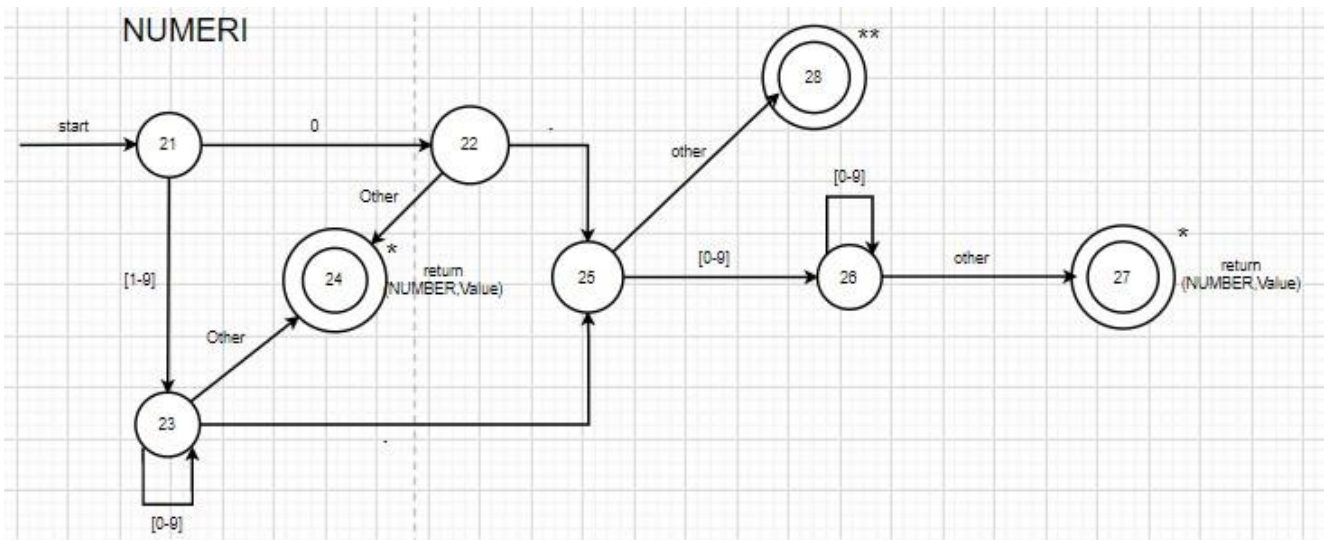 NUMERI
**
28
start
21
0
22
.
other
Other
[0-9]
*
24
return
(NUMBER,Value)
[1-9]
25
[0-9]
26
other
*
27
return
(NUMBER,Value)
Other
23
.
[0-9]